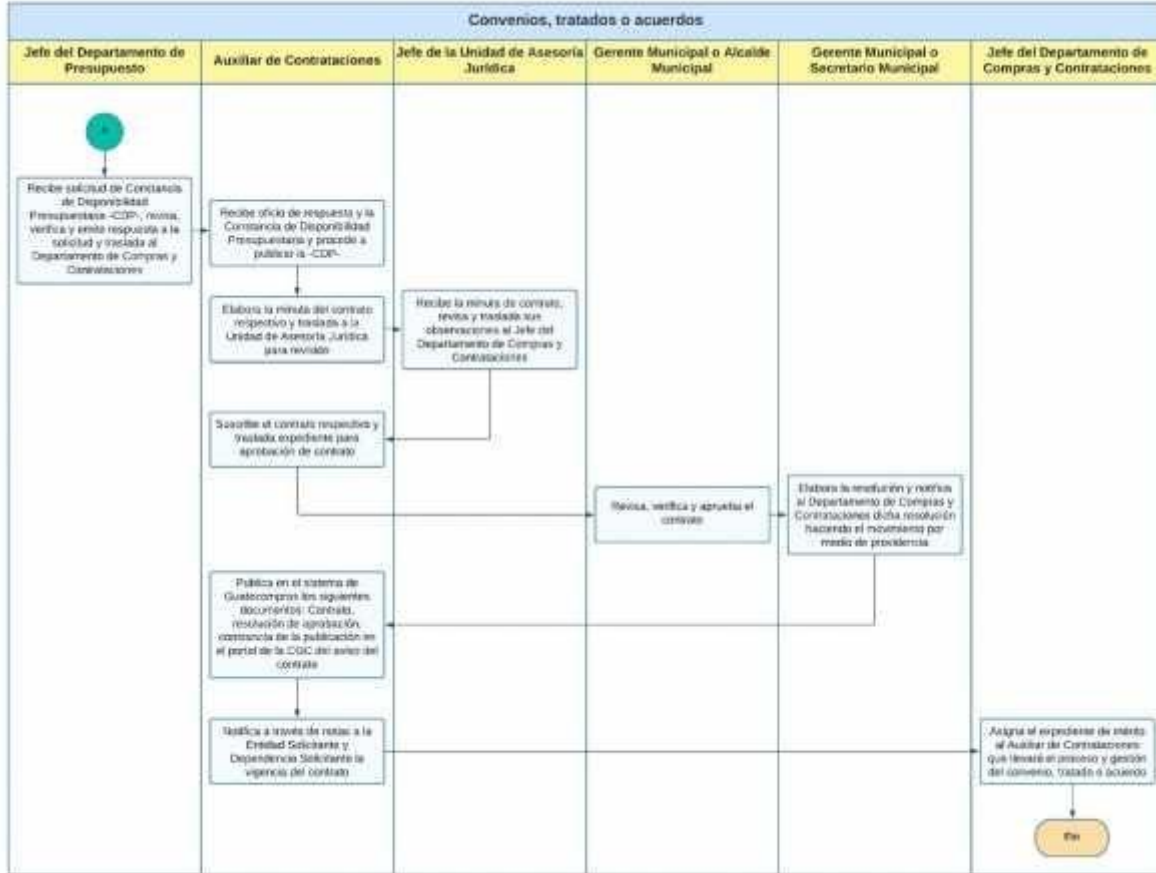 Convenios, tratados o acuerdos
Jefe del Departamento de
Presupuesto
Auxiliar de Contrataciones
Jefe de la Unidad de Asesoría
Jurídica
Gerente Municipal o Alcalde
Municipal
Gerente Municipal o
Secretario Municipal
Jefe del Departamento de
Compras y Contrataciones
Recibe solicitud de Constancia
de Disponibilidad
Presupuestaria -CDP-, revisa,
verifica y emite respuesta a la
solicitud y traslada al
Departamento de Compras y
Contrataciones
Recibe oficio de respuesta y la
Constancia de Disponibilidad
Presupuestaria y procede a
publicar la -CDP-
Elabora la minuta del contrato
respectivo y traslada a la
Unidad de Asesoría Jurídica
para revisión
Recibe la minuta de contrato,
revisa y traslada sus
observaciones al Jefe del
Departamento de Compras y
Contrataciones
Suscribe el contrato respectivo y
traslada expediente para
aprobación de contrato
Revisa, verifica y aprueba el
contrato
Elabora la resolución y notifica
al Departamento de Compras y
Contrataciones dicha resolución
haciendo el movimiento por
medio de providencia
Publica en el sistema de
Guatecompras los siguientes
documentos: Contrato,
resolución de aprobación,
constancia de la publicación en
el portal de la CGC del aviso del
contrato
Notifica a través de notas a la
Entidad Solicitante y
Dependencia Solicitante la
vigencia del contrato
Asigna el expediente de mérito
al Auxiliar de Contrataciones
que llevará el proceso y gestión
del convenio, tratado o acuerdo
Fin